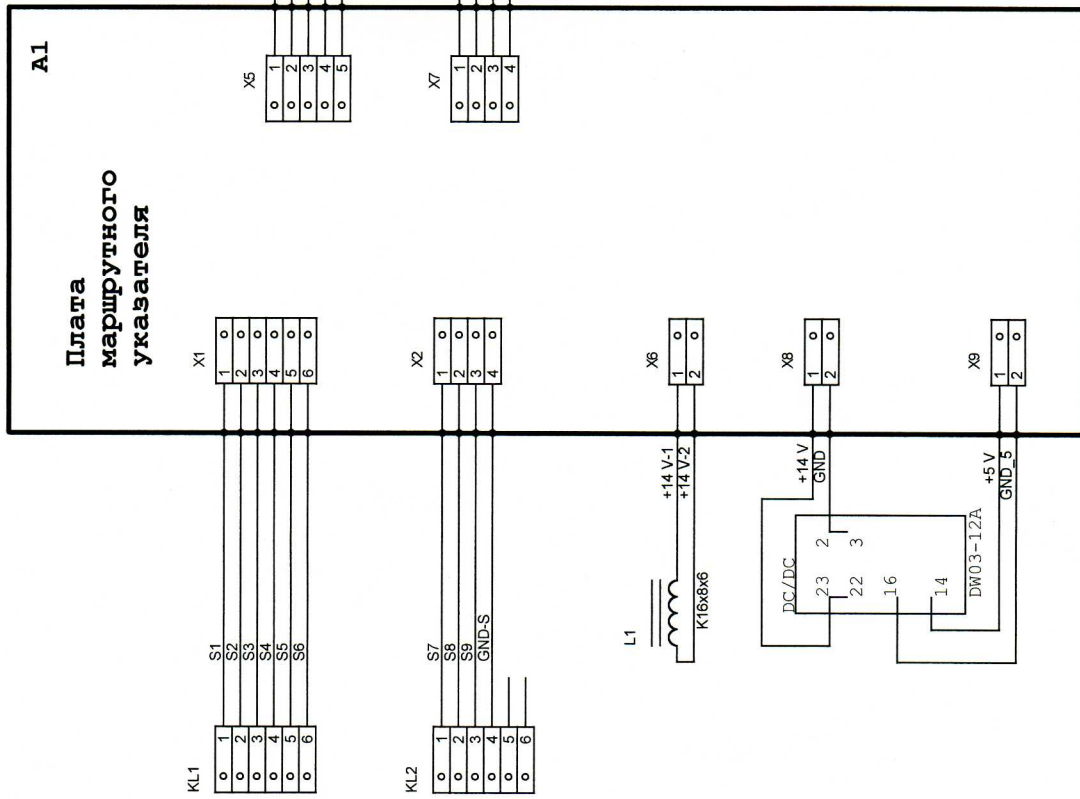 A1
Плата
маршрутного
указателя
X5
1
2
3
4
5
X7
1
2
3
4
X1
1
2
3
4
5
6
X2
1
2
3
4
X6
1
2
X8
1
2
X9
1
2
+14 V-1
+14 V-2
+14 V
GND
+5 V
GND_5
S1
S2
S3
S4
S5
S6
S7
S8
S9
GND-S
L1
K16x8x6
DC/DC
23
2
22
3
16
14
DW03-12A
KL1
1
2
3
4
5
6
KL2
1
2
3
4
5
6